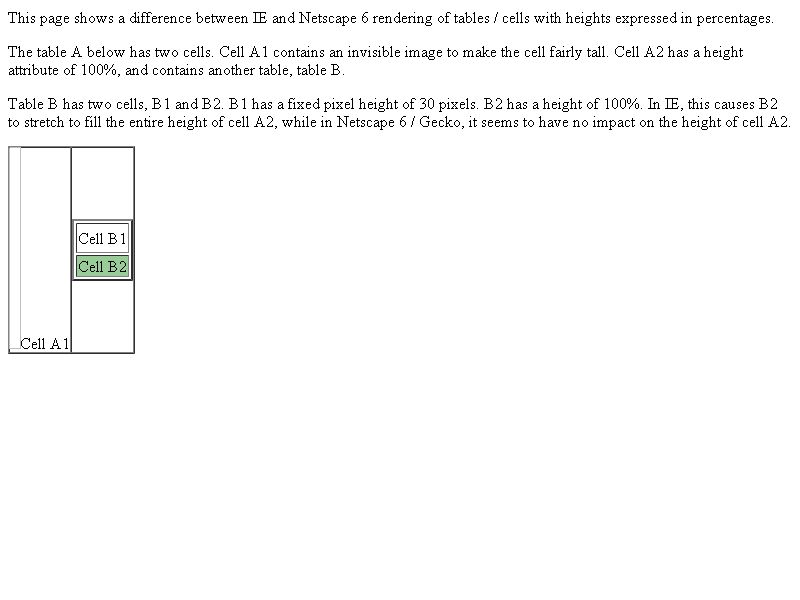 This page shows a difference between IE and Netscape 6 rendering of tables / cells with heights expressed in percentages.
The table A below has two cells. Cell A1 contains an invisible image to make the cell fairly tall. Cell A2 has a height
attribute of 100%, and contains another table, table B.
Table B has two cells, B1 and B2. B1 has a fixed pixel height of 30 pixels. B2 has a height of 100%. In IE, this causes B2
to stretch to fill the entire height of cell A2, while in Netscape 6 / Gecko, it seems to have no impact on the height of cell A2.
Cell B1
Cell B2
Cell A1